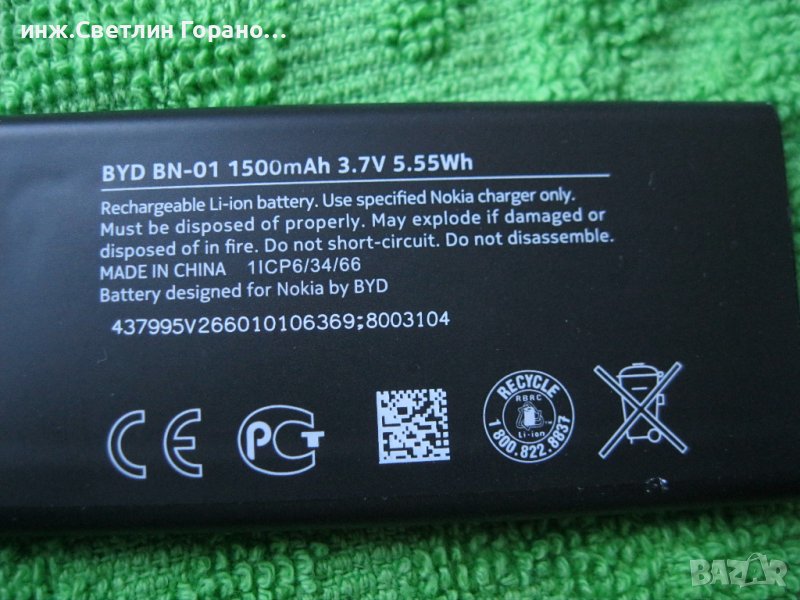 инж.Светлин Горано...
BYD BN-01 1500mAh 3.7V 5.55Wh
Rechargeable Li-ion battery. Use specified Nokia charger only.
Must be disposed of properly. May explode if damaged or
disposed of in fire. Do not short-circuit. Do not disassemble.
MADE IN CHINA 1ICP6/34/66
Battery designed for Nokia by BYD
437995V266010106369;8003104
CE PCT
RECYCLE
RBRC
Li-ion
1.800.822.8837
BAZAR